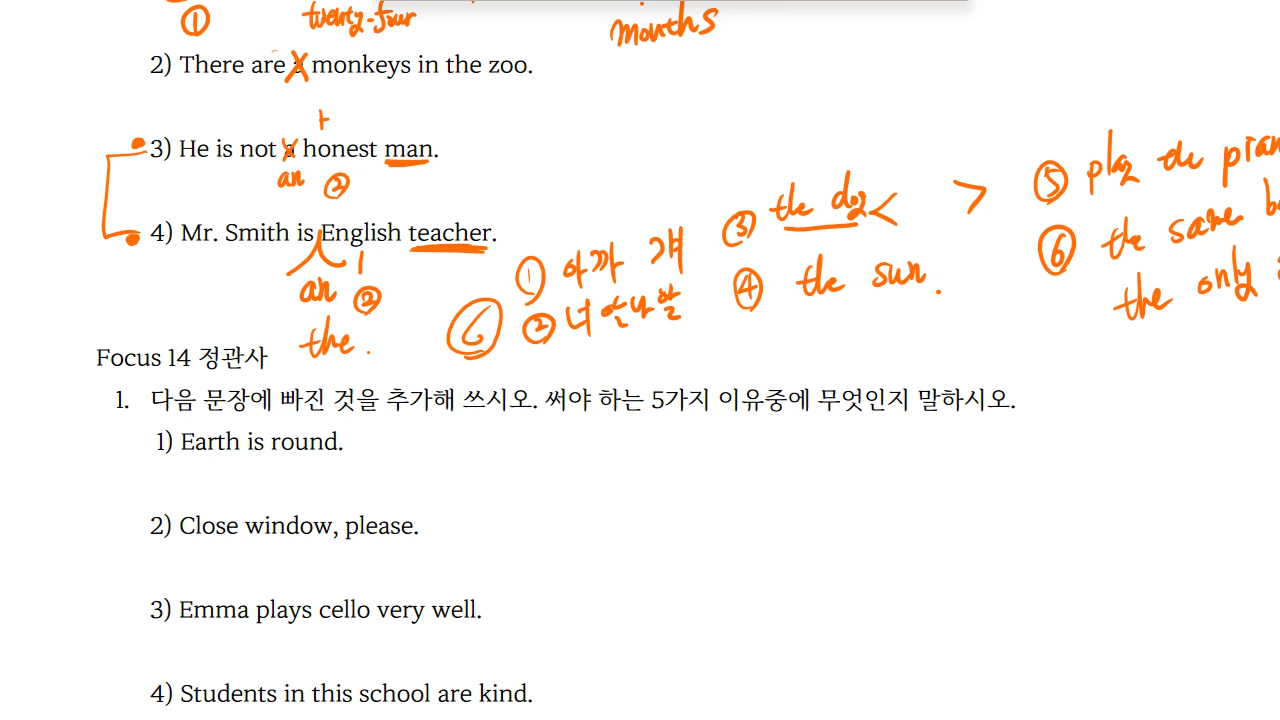 ① twenty-four months
2) There are monkeys in the zoo.
3) He is not a honest man.
an ②
4) Mr. Smith is English teacher.
an ②
the.
⑥ ① 아까 걔
② 너 알 나 알
③ the dog < >
④ the sun.
⑤ play the pian
⑥ the same b
the only
Focus 14 정관사
1. 다음 문장에 빠진 것을 추가해 쓰시오. 써야 하는 5가지 이유중에 무엇인지 말하시오.
1) Earth is round.
2) Close window, please.
3) Emma plays cello very well.
4) Students in this school are kind.